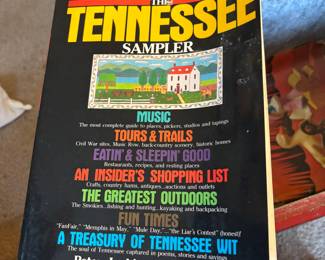 THE
TENNESSEE
SAMPLER
MUSIC
The most complete guide to places, pickers, studios and tapings
TOURS & TRAILS
Civil War sites, Music Row, back-country scenery, historic homes
EATIN' & SLEEPIN' GOOD
Restaurants, recipes, and resting places
AN INSIDER'S SHOPPING LIST
Crafts, country hams, antiques...auctions and outlets
THE GREATEST OUTDOORS
The Smokies...fishing and hunting...kayaking and backpacking
FUN TIMES
"FanFair," "Memphis in May," "Mule Day,"..."the Liar's Contest" (honest)
A TREASURY OF TENNESSEE WIT
The soul of Tennessee captured in poems, stories and sayings